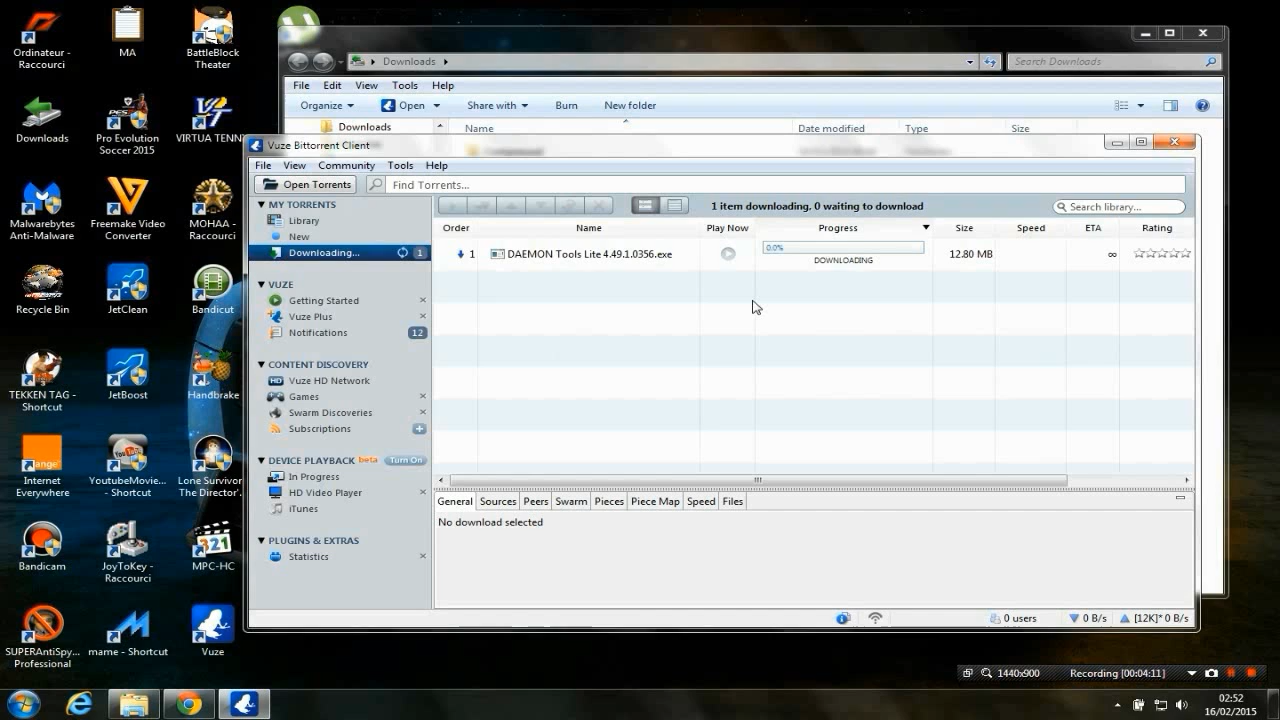 Ordinateur - Raccourci
MA
BattleBlock Theater
Downloads
Pro Evolution Soccer 2015
VIRTUA TENN
Malwarebytes Anti-Malware
Freemake Video Converter
MOHAA - Raccourci
Recycle Bin
JetClean
Bandicut
TEKKEN TAG - Shortcut
JetBoost
Handbrake
Internet Everywhere
YoutubeMovie... - Shortcut
Lone Survivor The Director'.
Bandicam
JoyToKey - Raccourci
MPC-HC
SUPERAntiSpy... Professional
mame - Shortcut
Vuze
Downloads
Search Downloads
File Edit View Tools Help
Organize Open Share with Burn New folder
Downloads
Name Date modified Type Size
Vuze Bittorrent Client
File View Community Tools Help
Open Torrents Find Torrents...
MY TORRENTS
Library
New
Downloading... 1
VUZE
Getting Started
Vuze Plus
Notifications 12
CONTENT DISCOVERY
HD Vuze HD Network
Games
Swarm Discoveries
Subscriptions
DEVICE PLAYBACK beta Turn On
In Progress
HD Video Player
iTunes
PLUGINS & EXTRAS
Statistics
1 item downloading, 0 waiting to download
Search library...
Order Name Play Now Progress Size Speed ETA Rating
1 DAEMON Tools Lite 4.49.1.0356.exe 0.0% 12.80 MB ∞
DOWNLOADING
General Sources Peers Swarm Pieces Piece Map Speed Files
No download selected
0 users 0 B/s [12K]* 0 B/s
1440x900 Recording [00:04:11]
02:52
16/02/2015